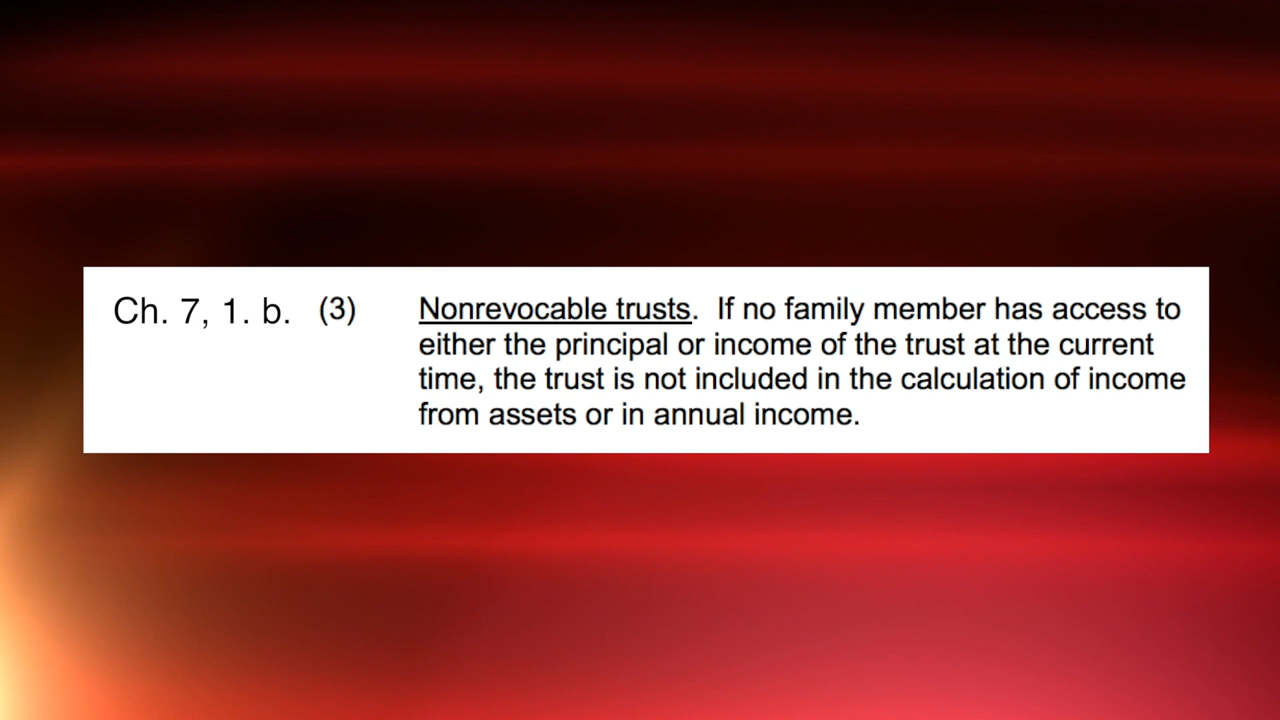 Ch. 7, 1. b. (3) Nonrevocable trusts. If no family member has access to
either the principal or income of the trust at the current
time, the trust is not included in the calculation of income
from assets or in annual income.